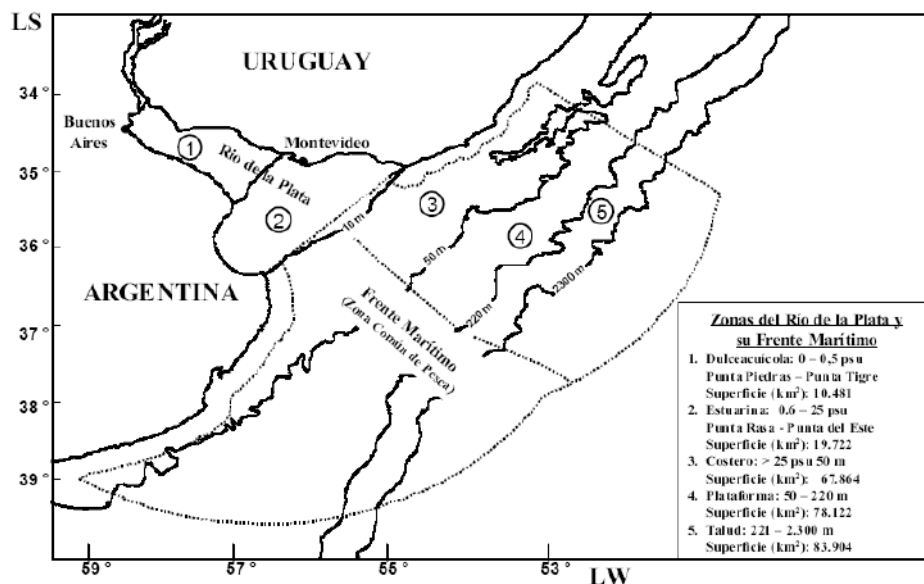 LS
URUGUAY
34°
Buenos
Aires
1
Montevideo
Río de la Plata
35°
2
3
10 m
4
5
36°
50 m
220 m
2300 m
ARGENTINA
37°
Frente Marítimo
(Zona Común de Pesca)
38°
39°
59°
57°
55°
53°
LW
Zonas del Río de la Plata y
su Frente Marítimo
1. Dulceacuícola: 0 – 0,5 psu
Punta Piedras – Punta Tigre
Superficie (km²): 10.481
2. Estuarina: 0.6 – 25 psu
Punta Rasa - Punta del Este
Superficie (km²): 19.722
3. Costero: > 25 psu 50 m
Superficie (km²): 67.864
4. Plataforma: 50 – 220 m
Superficie (km²): 78.122
5. Talud: 221 – 2.300 m
Superficie (km²): 83.904